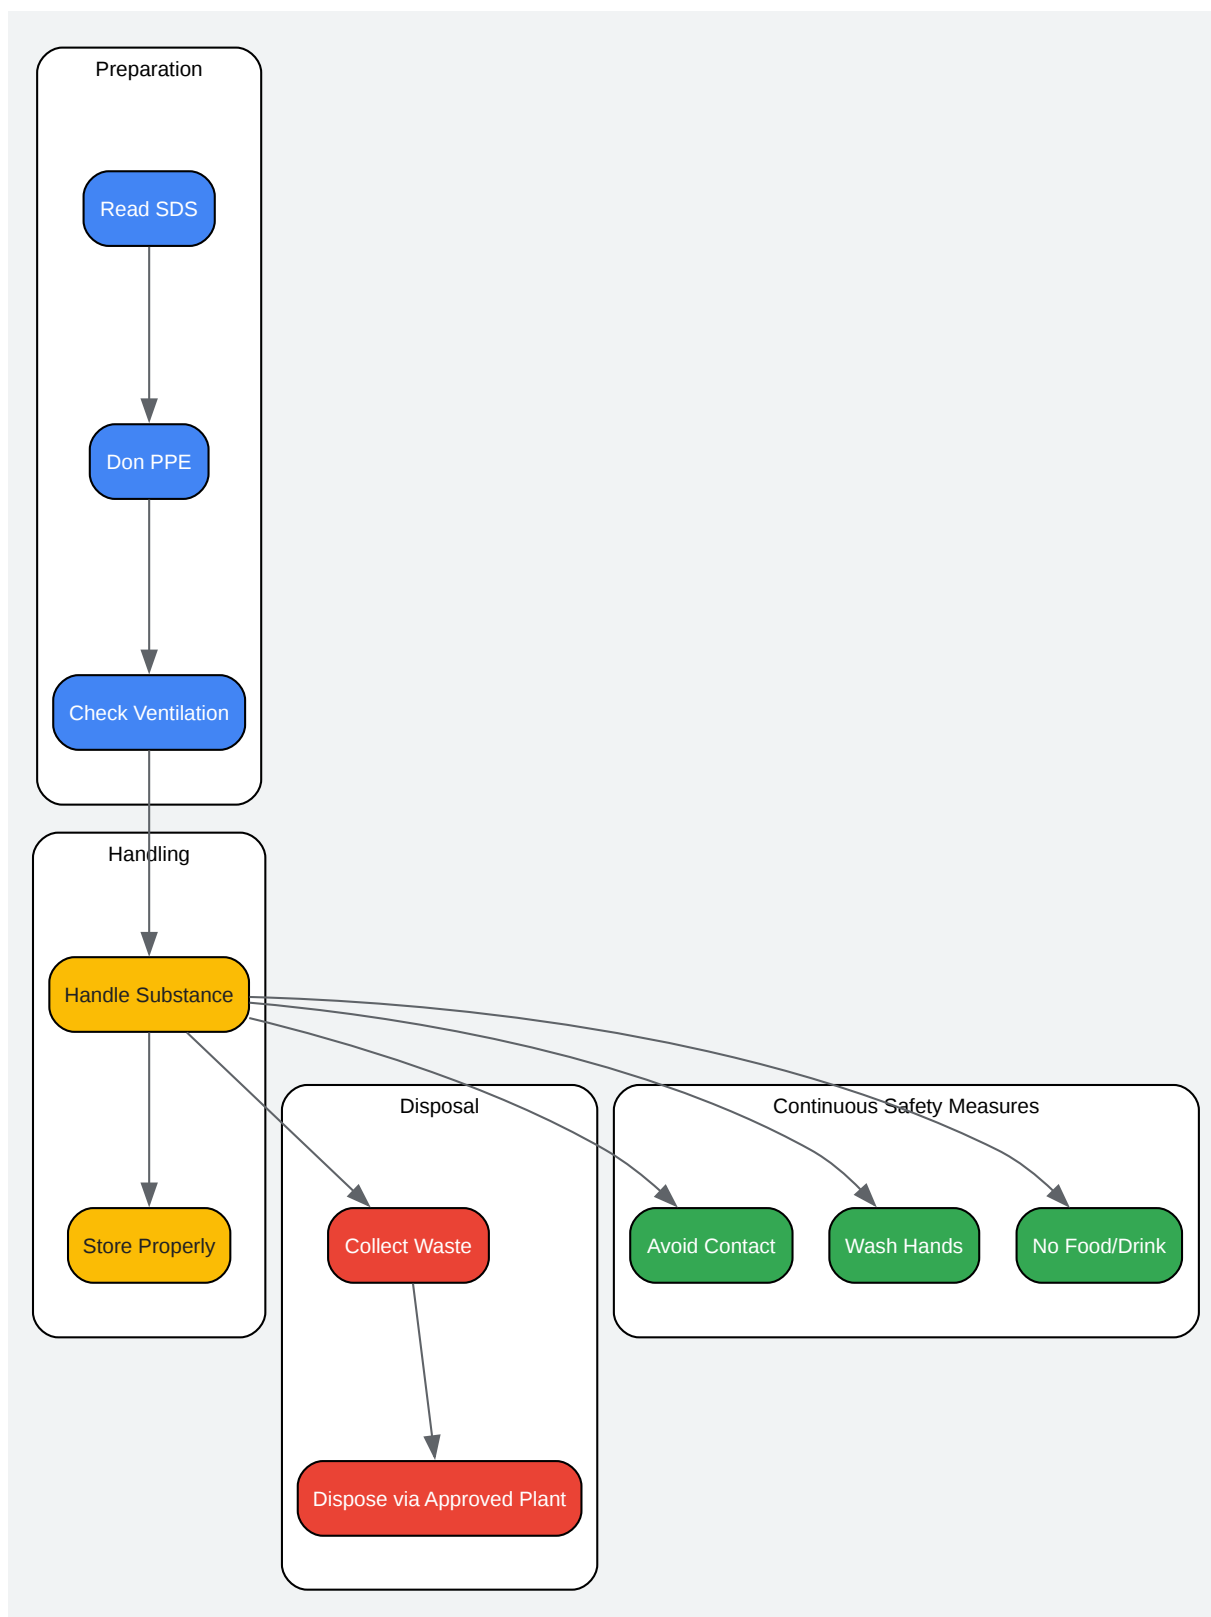 Preparation
Read SDS
Don PPE
Check Ventilation
Handling
Handle Substance
Store Properly
Disposal
Collect Waste
Dispose via Approved Plant
Continuous Safety Measures
Avoid Contact
Wash Hands
No Food/Drink